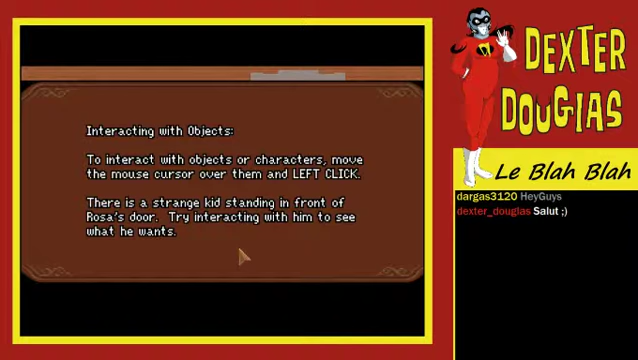 Interacting with Objects:
To interact with objects or characters, move
the mouse cursor over them and LEFT CLICK.
There is a strange kid standing in front of
Rosa's door.  Try interacting with him to see
what he wants.
DEXTER
DOUGLAS
Le Blah Blah
dargas3120 HeyGuys
dexter_douglas Salut ;)